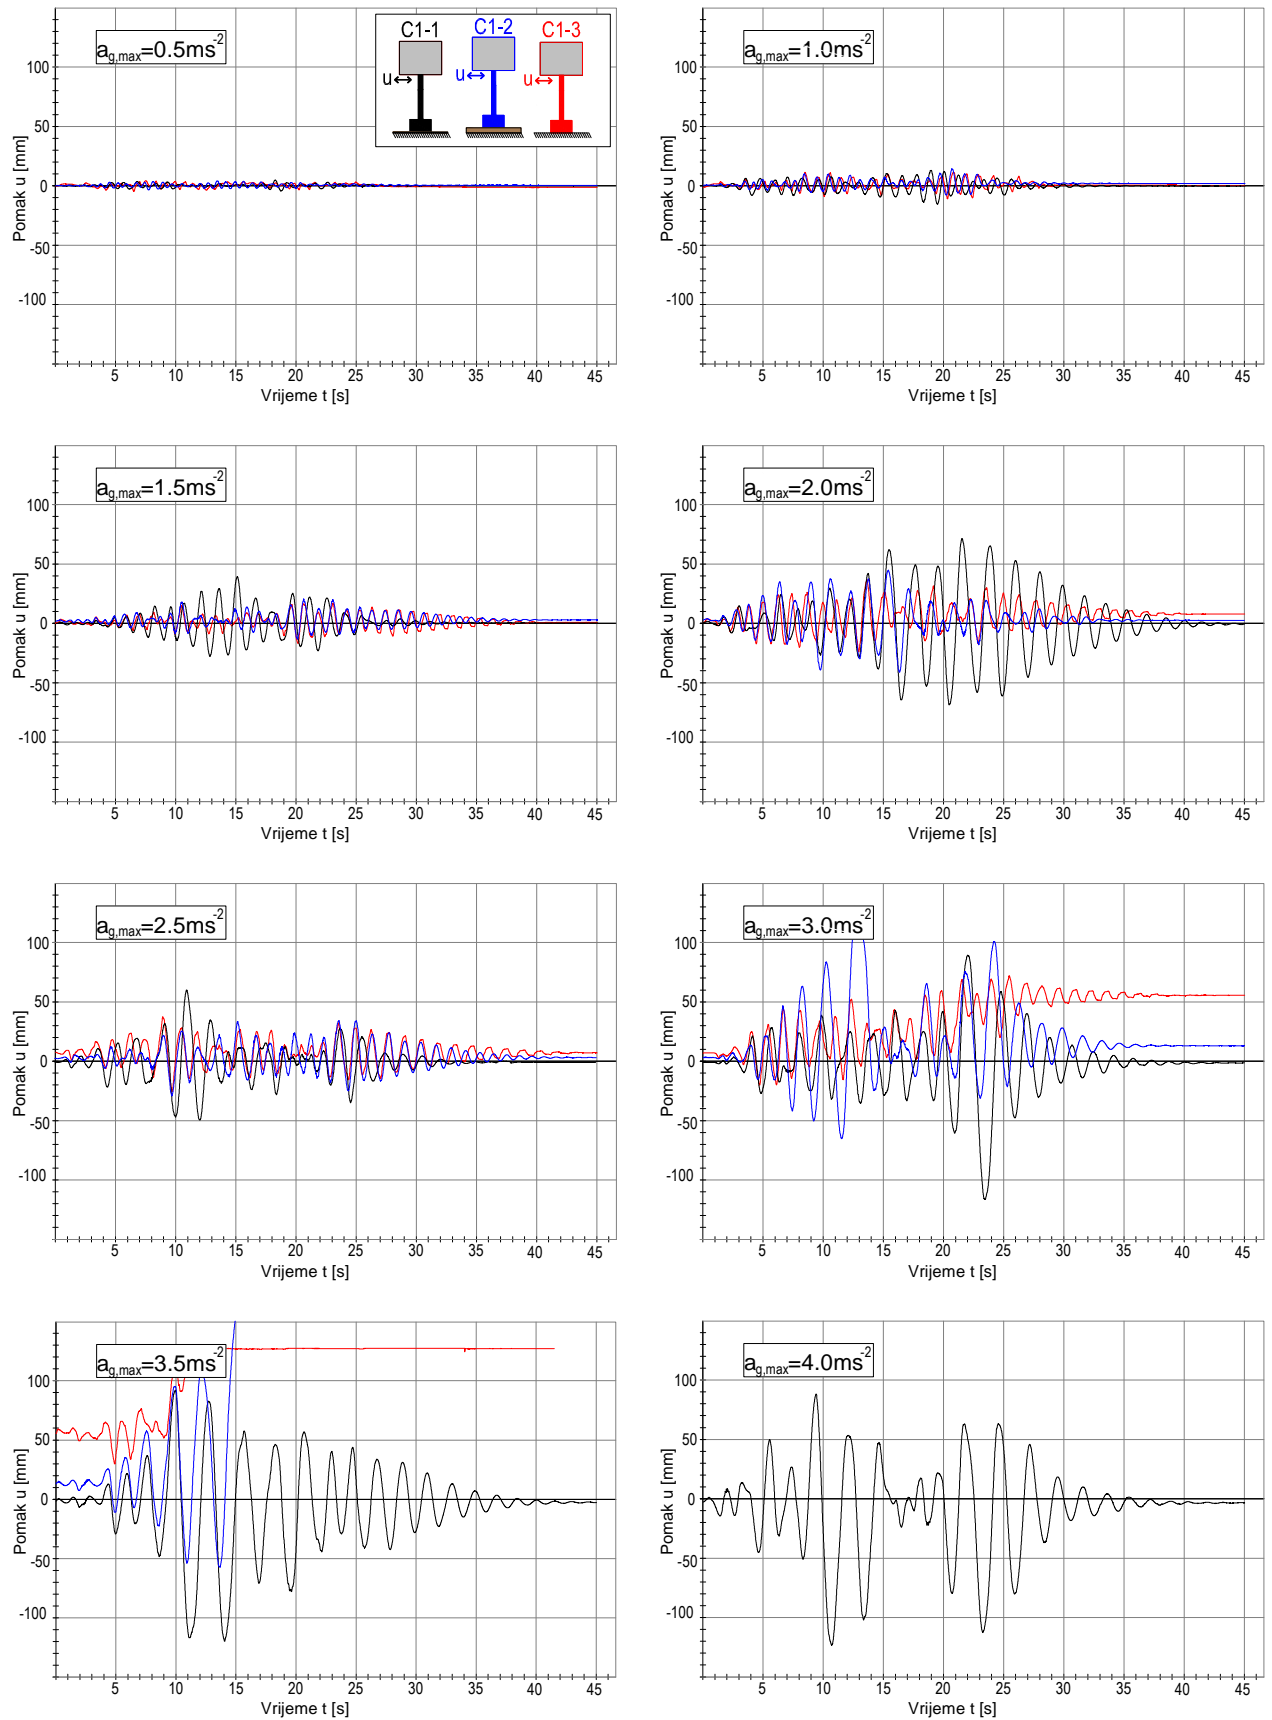 a_g,max=0.5ms^-2
C1-1 C1-2 C1-3
u u u
100
50
0
-50
-100
Pomak u [mm]
5 10 15 20 25 30 35 40 45
Vrijeme t [s]
a_g,max=1.0ms^-2
100
50
0
-50
-100
Pomak u [mm]
5 10 15 20 25 30 35 40 45
Vrijeme t [s]
a_g,max=1.5ms^-2
100
50
0
-50
-100
Pomak u [mm]
5 10 15 20 25 30 35 40 45
Vrijeme t [s]
a_g,max=2.0ms^-2
100
50
0
-50
-100
Pomak u [mm]
5 10 15 20 25 30 35 40 45
Vrijeme t [s]
a_g,max=2.5ms^-2
100
50
0
-50
-100
Pomak u [mm]
5 10 15 20 25 30 35 40 45
Vrijeme t [s]
a_g,max=3.0ms^-2
100
50
0
-50
-100
Pomak u [mm]
5 10 15 20 25 30 35 40 45
Vrijeme t [s]
a_g,max=3.5ms^-2
100
50
0
-50
-100
Pomak u [mm]
5 10 15 20 25 30 35 40 45
Vrijeme t [s]
a_g,max=4.0ms^-2
100
50
0
-50
-100
Pomak u [mm]
5 10 15 20 25 30 35 40 45
Vrijeme t [s]